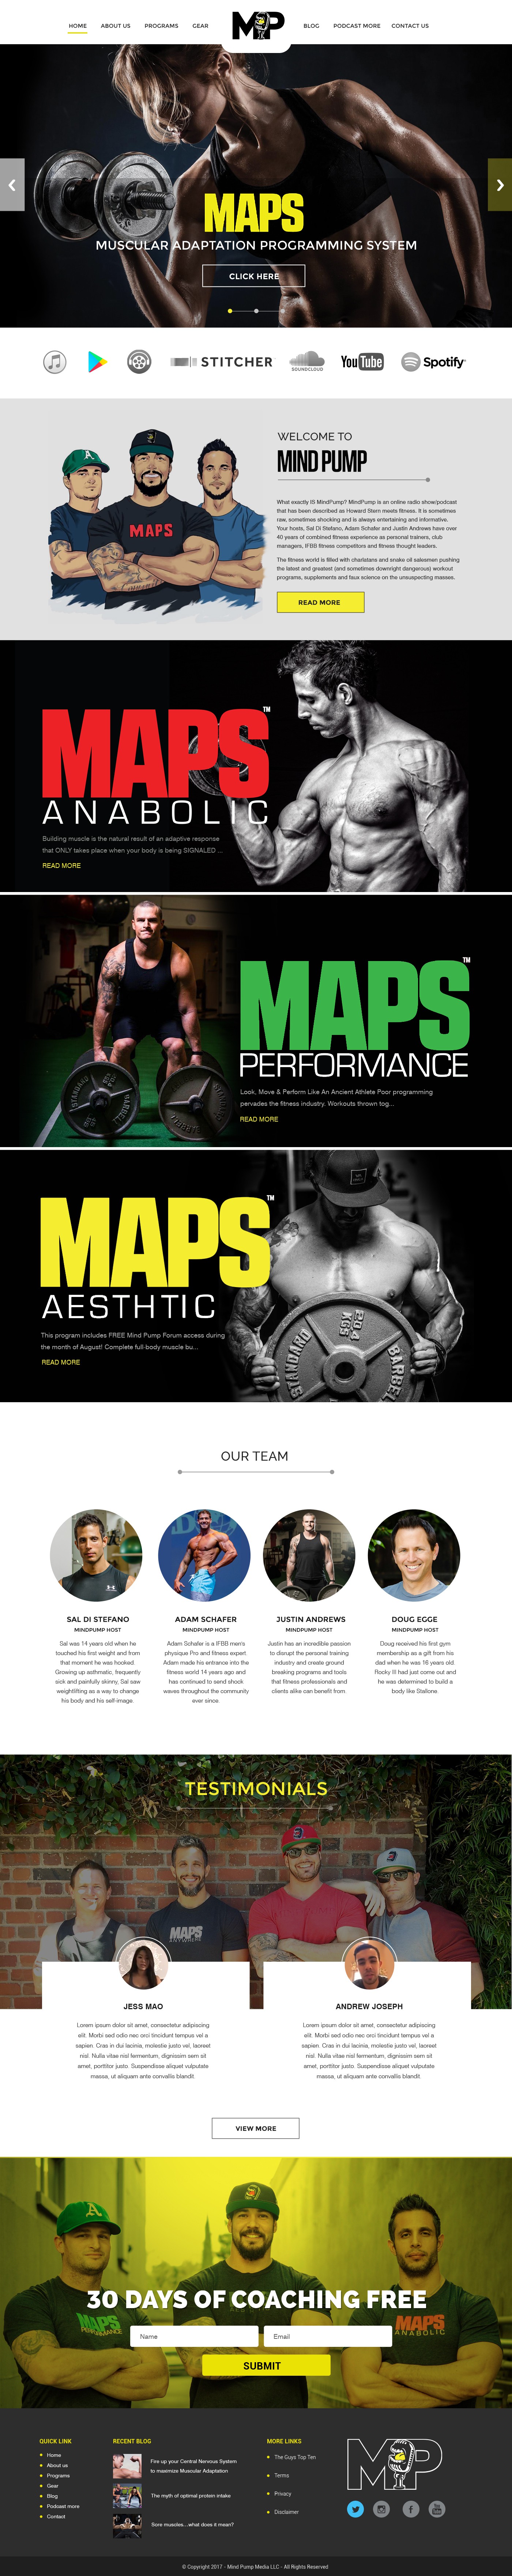 HOME ABOUT US PROGRAMS GEAR MP BLOG PODCAST MORE CONTACT US
MAPS
MUSCULAR ADAPTATION PROGRAMMING SYSTEM
CLICK HERE
STITCHER SOUNDCLOUD YouTube Spotify
WELCOME TO
MIND PUMP
MAPS
What exactly IS MindPump? MindPump is an online radio show/podcast
that has been described as Howard Stern meets fitness. It is sometimes
raw, sometimes shocking and is always entertaining and informative.
Your hosts, Sal Di Stefano, Adam Schafer and Justin Andrews have over
40 years of combined fitness experience as personal trainers, club
managers, IFBB fitness competitors and fitness thought leaders.
The fitness world is filled with charlatans and snake oil salesmen pushing
the latest and greatest (and sometimes downright dangerous) workout
programs, supplements and faux science on the unsuspecting masses.
READ MORE
MAPS™
ANABOLIC
Building muscle is the natural result of an adaptive response
that ONLY takes place when your body is being SIGNALED ...
READ MORE
MAPS™
PERFORMANCE
STANDARD BARBELL STANDARD
Look, Move & Perform Like An Ancient Athlete Poor programming
pervades the fitness industry. Workouts thrown tog...
READ MORE
MAPS™
AESTHTIC
20.4 KGS
STANDARD BARBELL
This program includes FREE Mind Pump Forum access during
the month of August! Complete full-body muscle bu...
READ MORE
OUR TEAM
SAL DI STEFANO
MINDPUMP HOST
Sal was 14 years old when he
touched his first weight and from
that moment he was hooked.
Growing up asthmatic, frequently
sick and painfully skinny, Sal saw
weightlifting as a way to change
his body and his self-image.
ADAM SCHAFER
MINDPUMP HOST
Adam Schafer is a IFBB men's
physique Pro and fitness expert.
Adam made his entrance into the
fitness world 14 years ago and
has continued to send shock
waves throughout the community
ever since.
JUSTIN ANDREWS
MINDPUMP HOST
Justin has an incredible passion
to disrupt the personal training
industry and create ground
breaking programs and tools
that fitness professionals and
clients alike can benefit from.
DOUG EGGE
MINDPUMP HOST
Doug received his first gym
membership as a gift from his
dad when he was 16 years old.
Rocky III had just come out and
he was determined to build a
body like Stallone.
TESTIMONIALS
MAPS
ANYWHERE
JESS MAO
Lorem ipsum dolor sit amet, consectetur adipiscing
elit. Morbi sed odio nec orci tincidunt tempus vel a
sapien. Cras in dui lacinia, molestie justo vel, laoreet
nisl. Nulla vitae nisl fermentum, dignissim sem sit
amet, porttitor justo. Suspendisse aliquet vulputate
massa, ut aliquam ante convallis blandit.
ANDREW JOSEPH
Lorem ipsum dolor sit amet, consectetur adipiscing
elit. Morbi sed odio nec orci tincidunt tempus vel a
sapien. Cras in dui lacinia, molestie justo vel, laoreet
nisl. Nulla vitae nisl fermentum, dignissim sem sit
amet, porttitor justo. Suspendisse aliquet vulputate
massa, ut aliquam ante convallis blandit.
VIEW MORE
30 DAYS OF COACHING FREE
MAPS
PERFORMANCE
MAPS
ANABOLIC
Name Email
SUBMIT
QUICK LINK
Home
About us
Programs
Gear
Blog
Podcast more
Contact
RECENT BLOG
Fire up your Central Nervous System
to maximize Muscular Adaptation
The myth of optimal protein intake
Sore muscles...what does it mean?
MORE LINKS
The Guys Top Ten
Terms
Privacy
Disclaimer
MP
© Copyright 2017 - Mind Pump Media LLC - All Rights Reserved